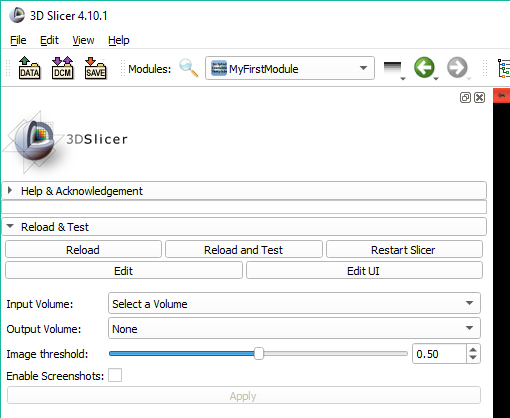 3D Slicer 4.10.1
File Edit View Help
DATA DCM SAVE Modules: MyFirstModule
3DSlicer
Help & Acknowledgement
Reload & Test
Reload Reload and Test Restart Slicer
Edit Edit UI
Input Volume: Select a Volume
Output Volume: None
Image threshold: 0.50
Enable Screenshots:
Apply